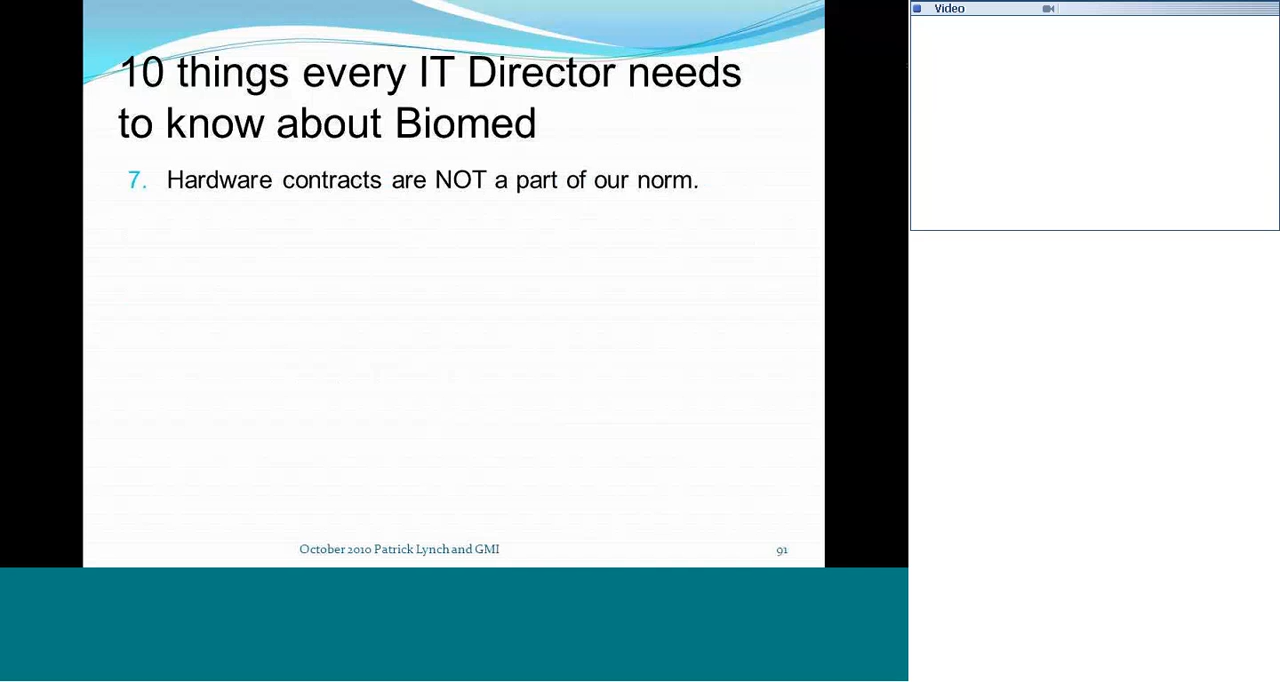 Video
10 things every IT Director needs
to know about Biomed
7. Hardware contracts are NOT a part of our norm.
October 2010 Patrick Lynch and GMI
91